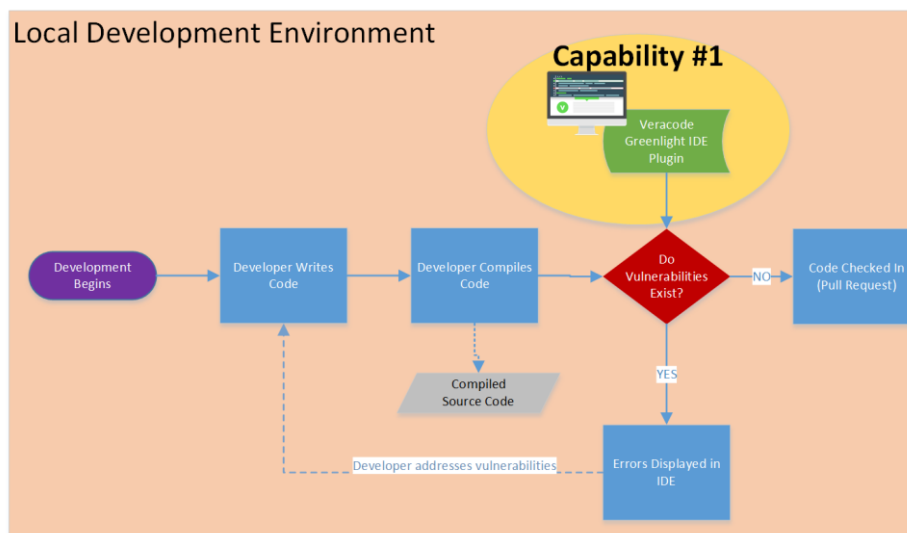 Local Development Environment
Capability #1
V
Veracode
Greenlight IDE
Plugin
Development
Begins
Developer Writes
Code
Developer Compiles
Code
Do
Vulnerabilities
Exist?
NO
Code Checked In
(Pull Request)
Compiled
Source Code
YES
Developer addresses vulnerabilities
Errors Displayed in
IDE